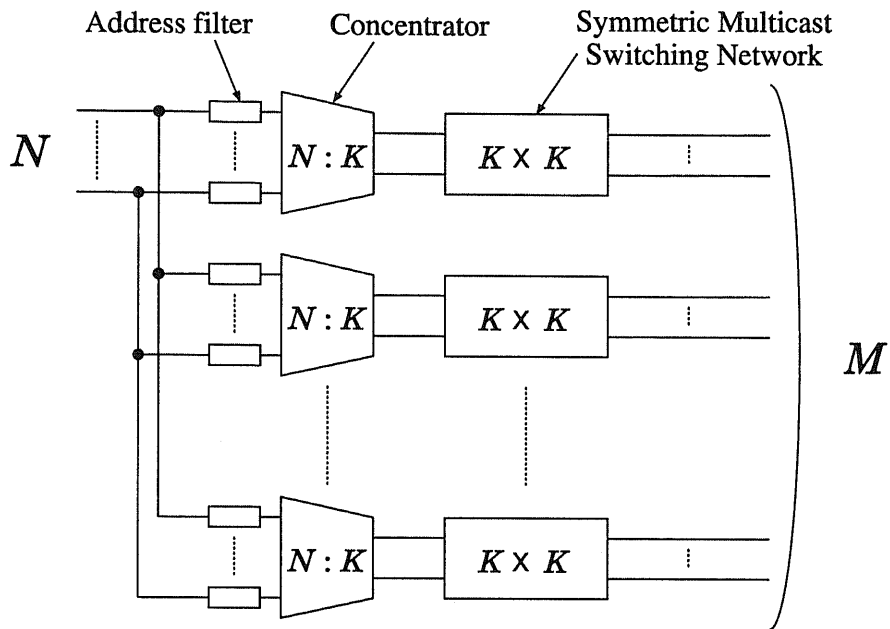 Address filter
Concentrator
Symmetric Multicast
Switching Network
N
N : K
K × K
N : K
K × K
M
N : K
K × K